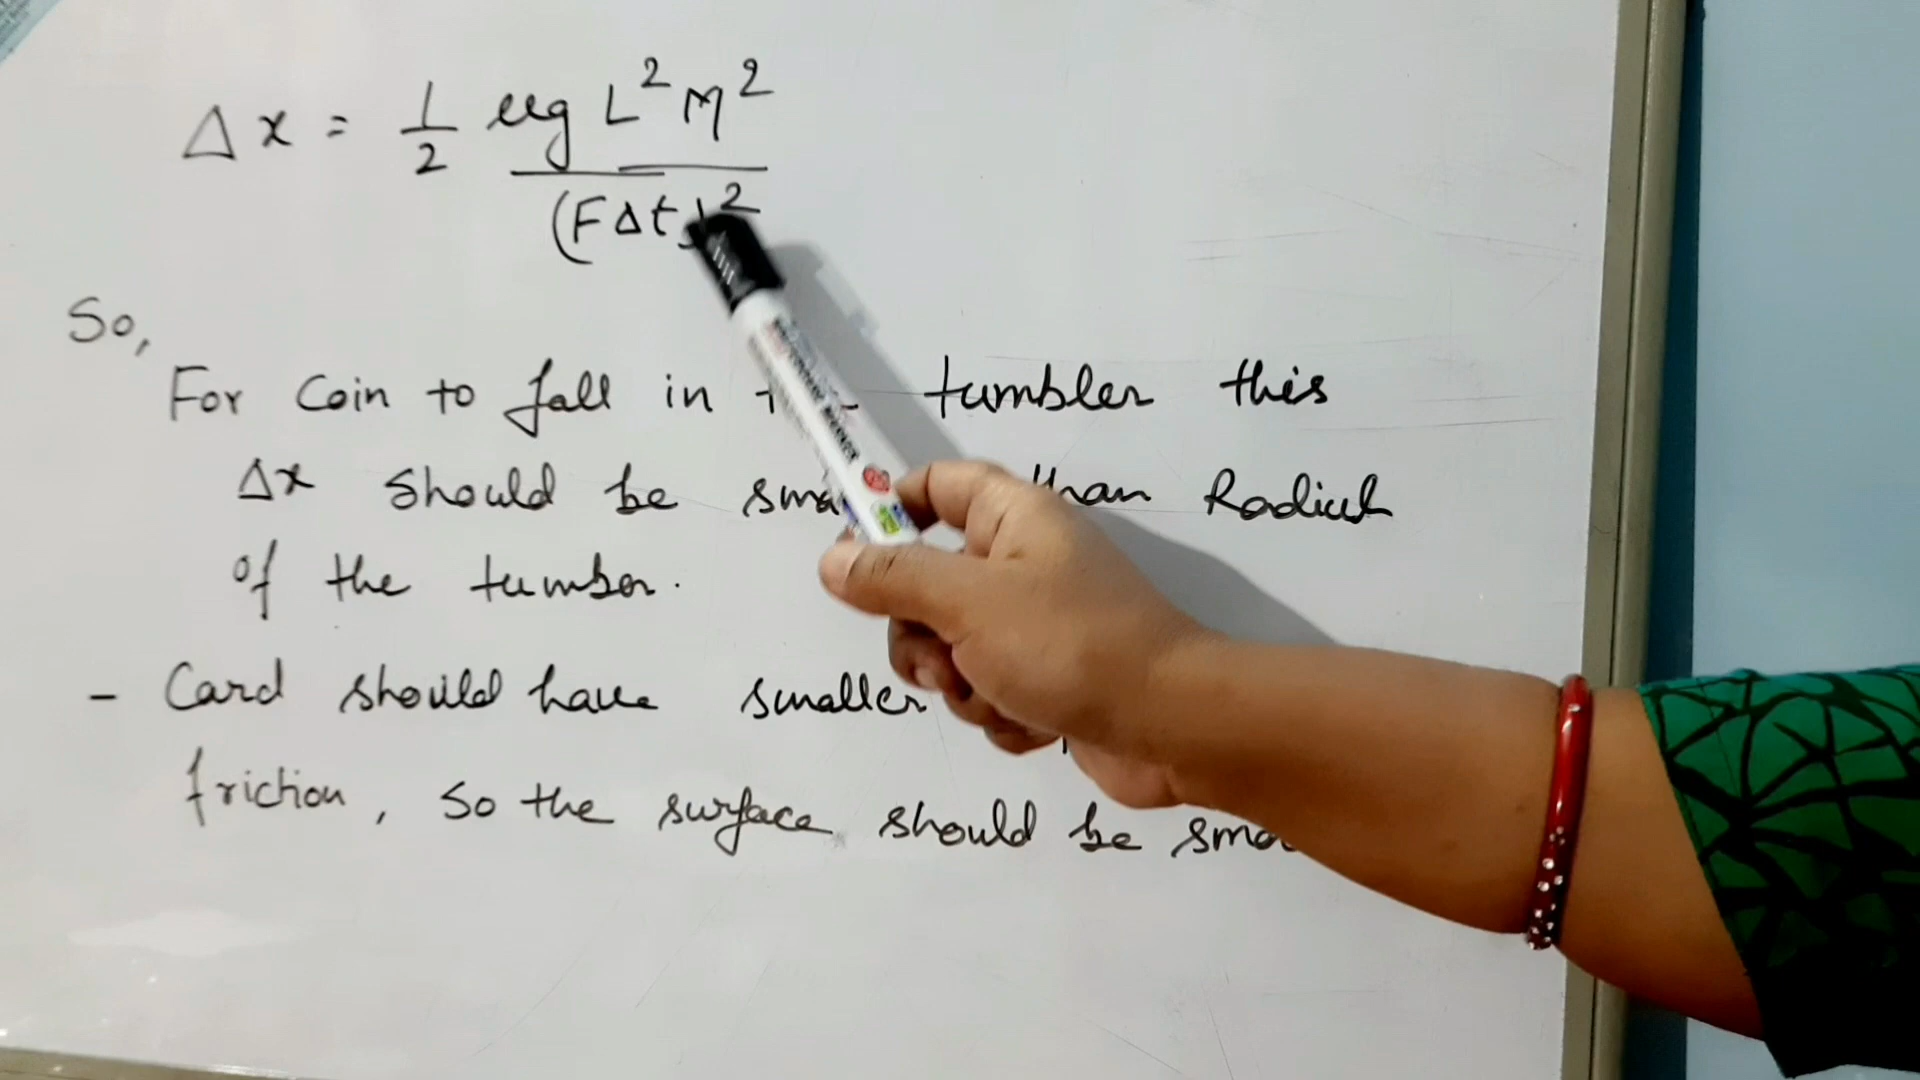 Δx = 1/2 μg L² M² / (FΔt)²
So,
For Coin to fall in tumbler this
Δx should be than Radius
of the tumber.
- Card should have smaller
friction, so the surface should be